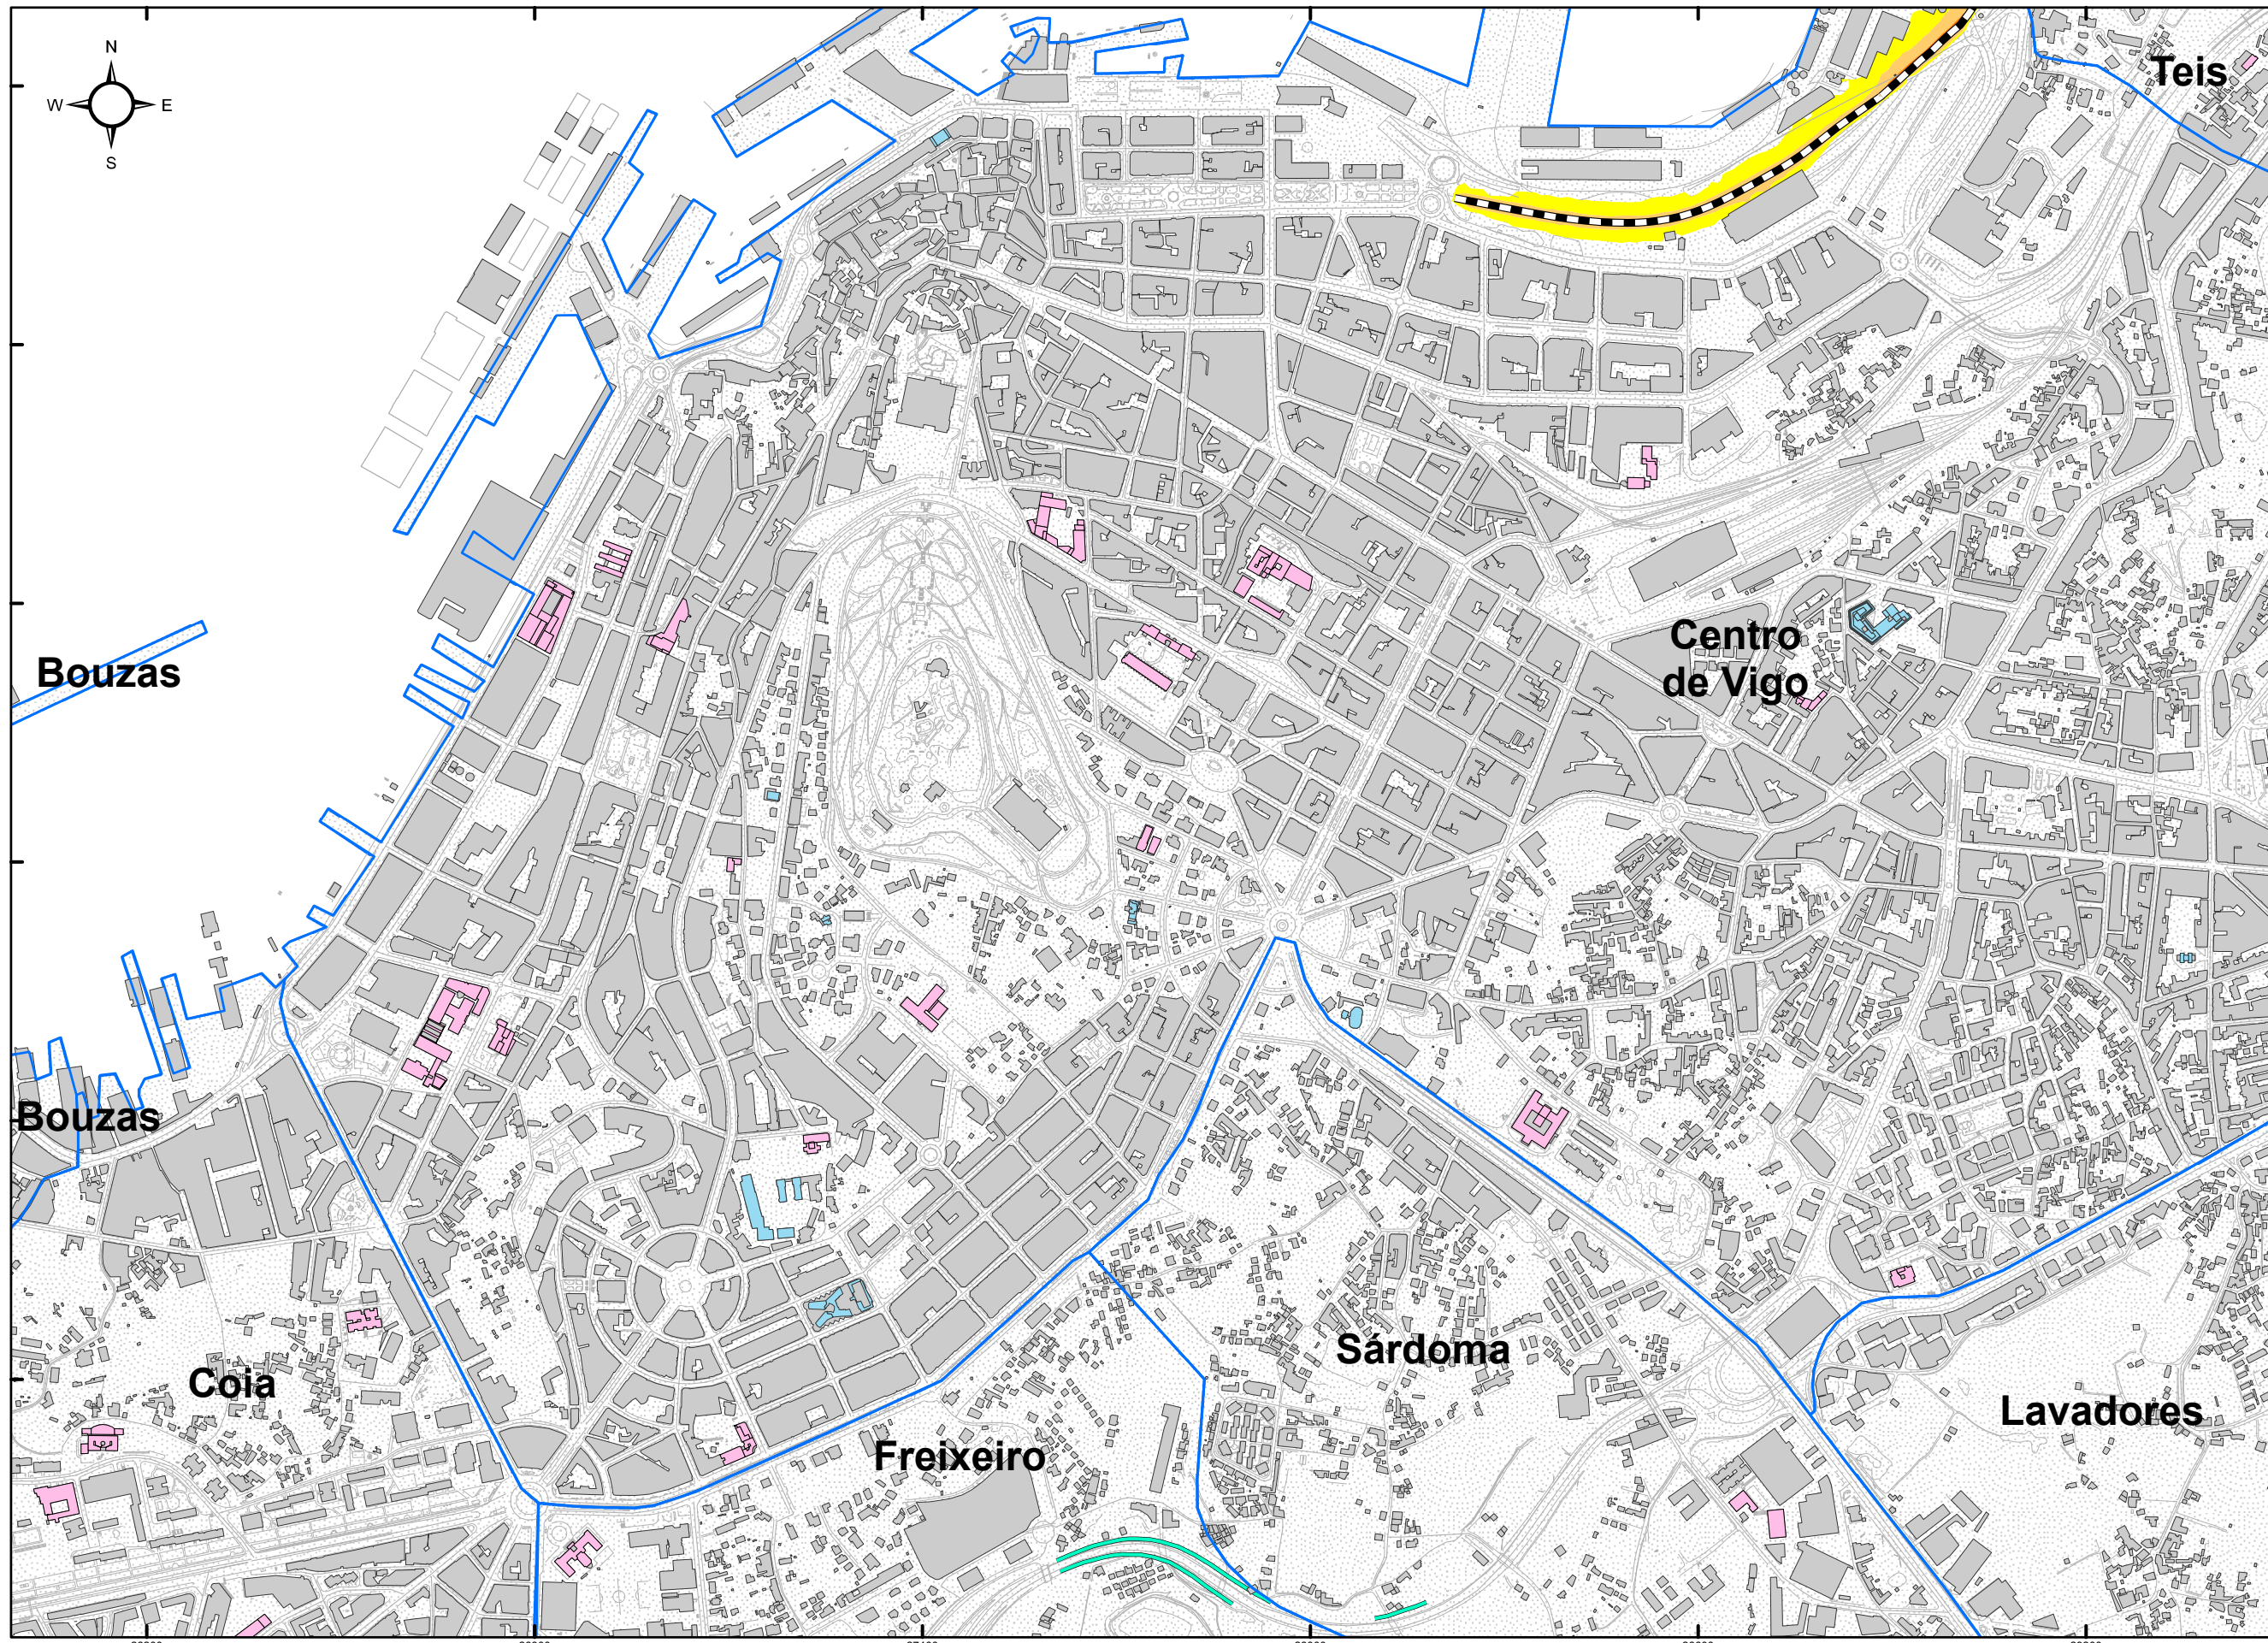 N
Teis
W E
S
Centro
de Vigo
Bouzas
Bouzas
Sárdoma
Coia
Lavadores
Freixeiro